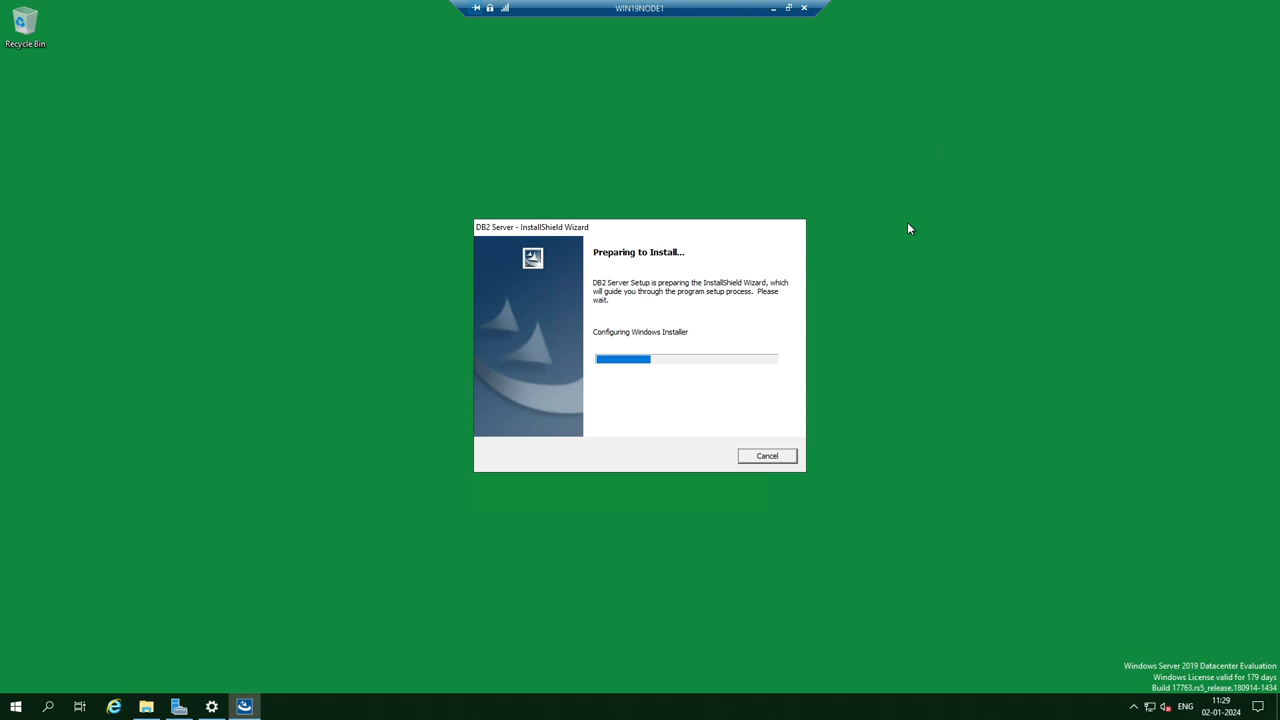 WIN19NODE1
Recycle Bin
DB2 Server - InstallShield Wizard
Preparing to Install...
DB2 Server Setup is preparing the InstallShield Wizard, which
will guide you through the program setup process. Please
wait.
Configuring Windows Installer
Cancel
Windows Server 2019 Datacenter Evaluation
Windows License valid for 179 days
Build 17763.rs5_release.180914-1434
ENG
11:29
02-01-2024